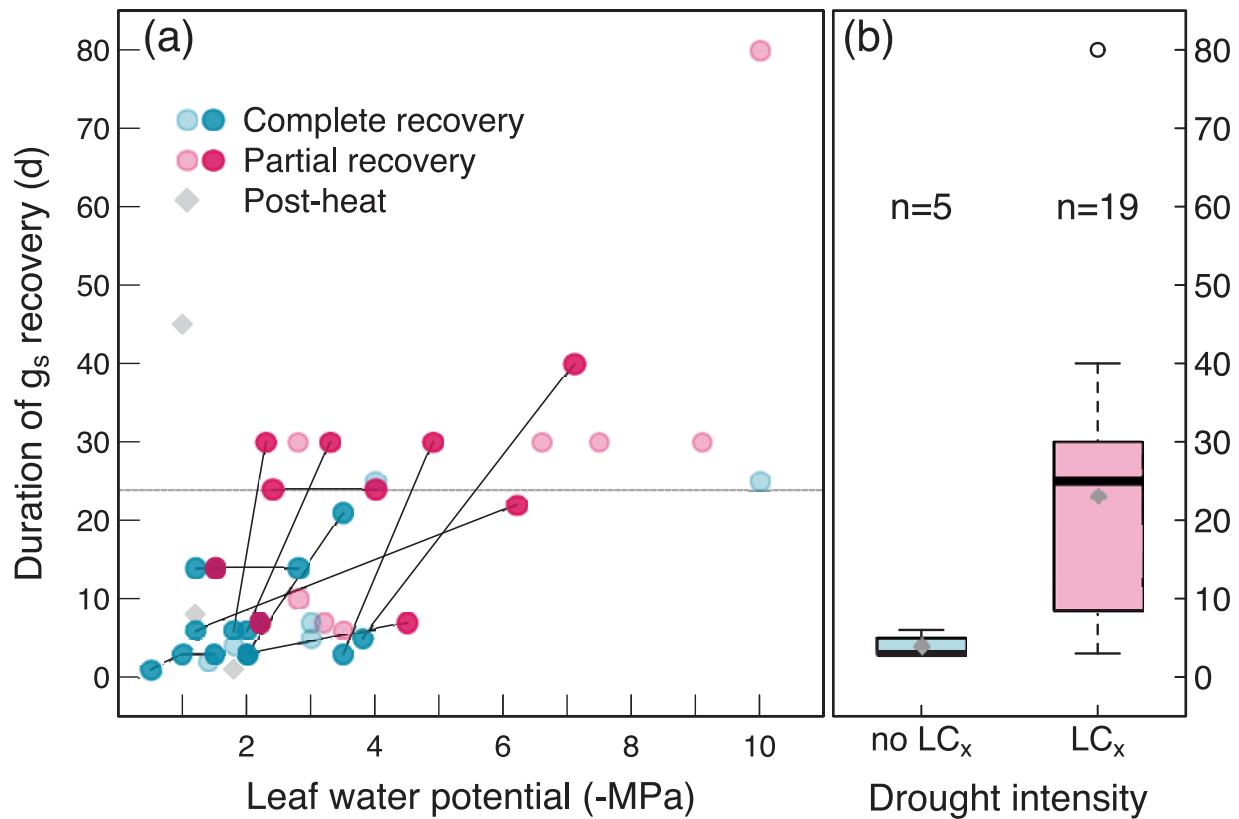 (a)
Complete recovery
Partial recovery
Post-heat
Duration of gₛ recovery (d)
80
70
60
50
40
30
20
10
0
2 4 6 8 10
Leaf water potential (-MPa)
(b)
n=5 n=19
80
70
60
50
40
30
20
10
0
no LCₓ LCₓ
Drought intensity